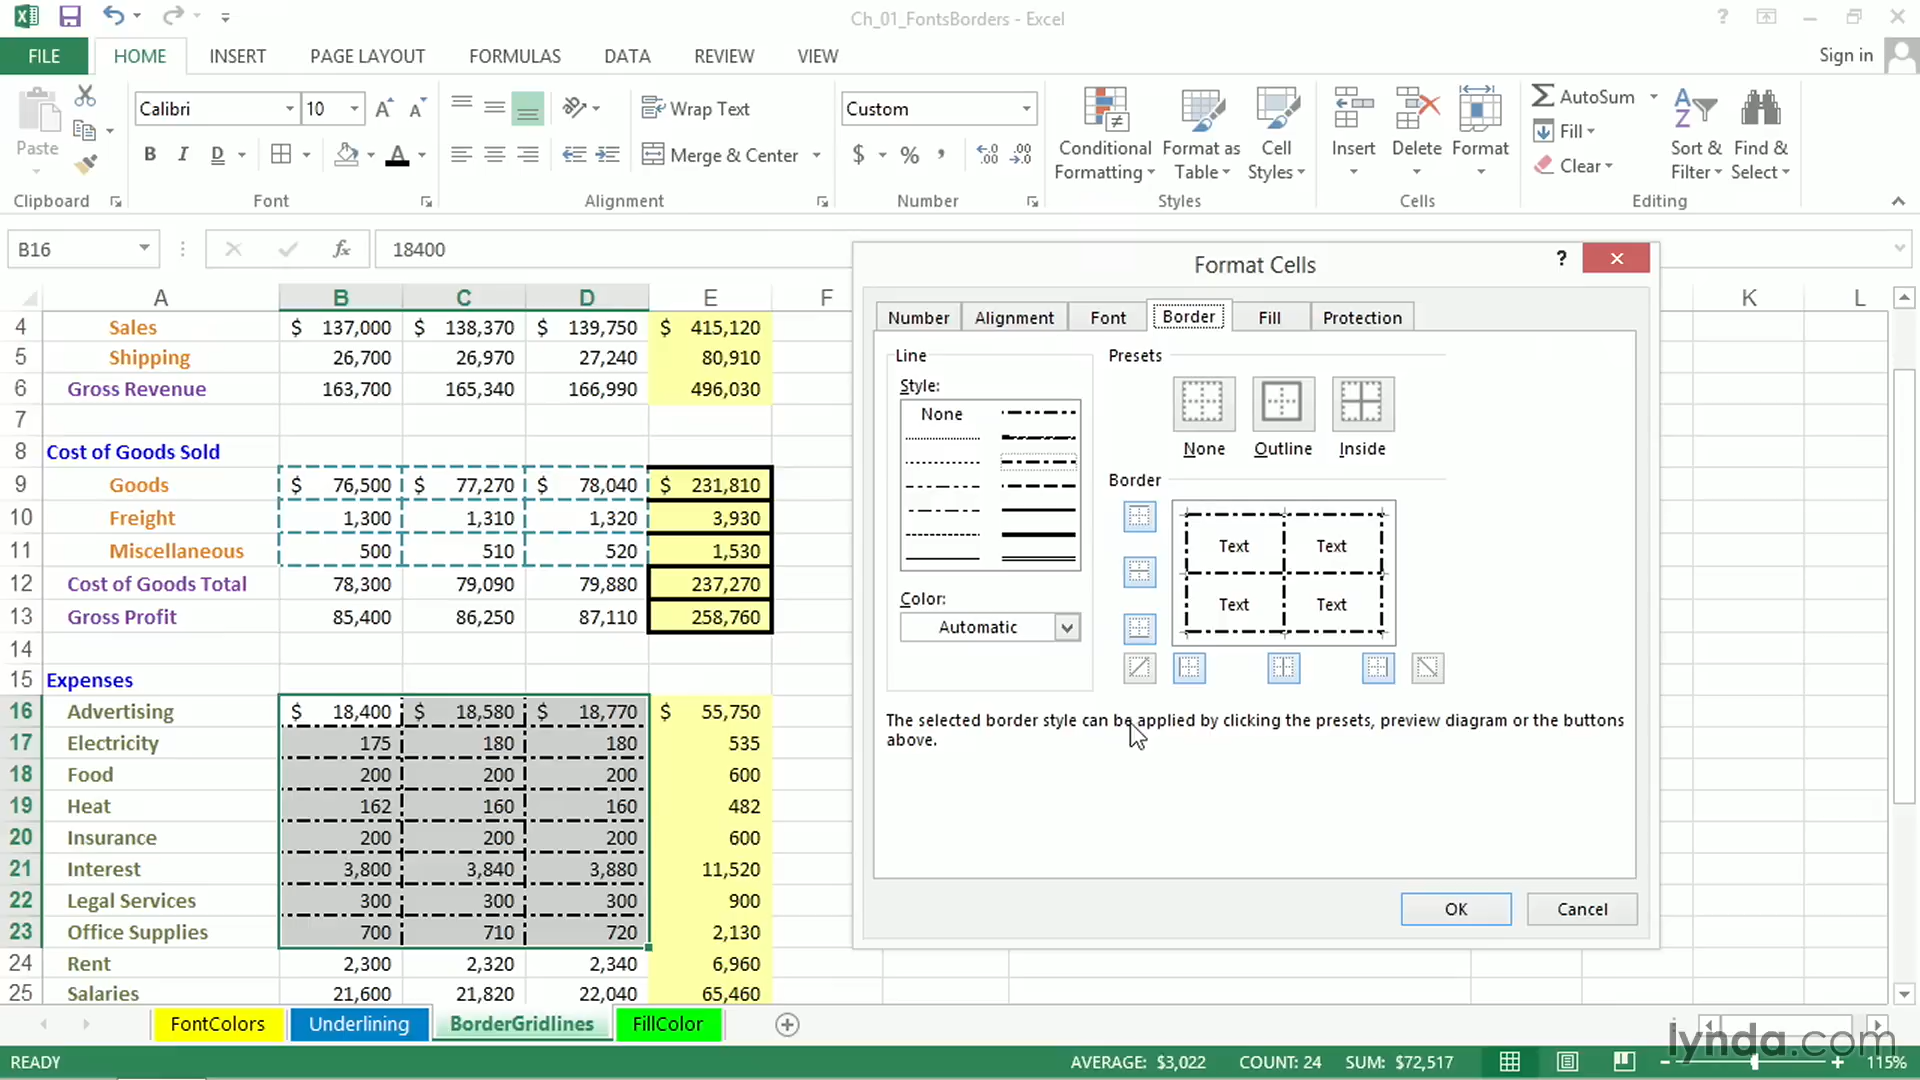 Ch_01_FontsBorders - Excel
?
FILE HOME INSERT PAGE LAYOUT FORMULAS DATA REVIEW VIEW Sign in
Calibri 10 Wrap Text Custom AutoSum
Paste B I D A Merge & Center $ % , Conditional Formatting Format as Table Cell Styles Insert Delete Format Fill Clear Sort & Filter Find & Select
Clipboard Font Alignment Number Styles Cells Editing
B16 fx 18400
A B C D E F K L
4 Sales $ 137,000 $ 138,370 $ 139,750 $ 415,120
5 Shipping 26,700 26,970 27,240 80,910
6 Gross Revenue 163,700 165,340 166,990 496,030
7
8 Cost of Goods Sold
9 Goods $ 76,500 $ 77,270 $ 78,040 $ 231,810
10 Freight 1,300 1,310 1,320 3,930
11 Miscellaneous 500 510 520 1,530
12 Cost of Goods Total 78,300 79,090 79,880 237,270
13 Gross Profit 85,400 86,250 87,110 258,760
14
15 Expenses
16 Advertising $ 18,400 $ 18,580 $ 18,770 $ 55,750
17 Electricity 175 180 180 535
18 Food 200 200 200 600
19 Heat 162 160 160 482
20 Insurance 200 200 200 600
21 Interest 3,800 3,840 3,880 11,520
22 Legal Services 300 300 300 900
23 Office Supplies 700 710 720 2,130
24 Rent 2,300 2,320 2,340 6,960
25 Salaries 21,600 21,820 22,040 65,460
Format Cells ?
Number Alignment Font Border Fill Protection
Line
Style:
None
Color:
Automatic
Presets
None Outline Inside
Border
Text Text
Text Text
The selected border style can be applied by clicking the presets, preview diagram or the buttons
above.
OK Cancel
FontColors Underlining BorderGridlines FillColor
lynda.com
READY AVERAGE: $3,022 COUNT: 24 SUM: $72,517 115%